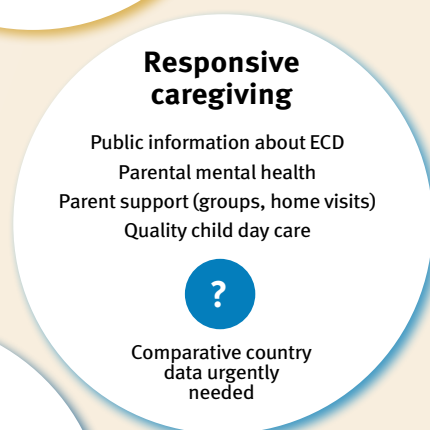 Responsive
caregiving
Public information about ECD
Parental mental health
Parent support (groups, home visits)
Quality child day care
?
Comparative country
data urgently
needed